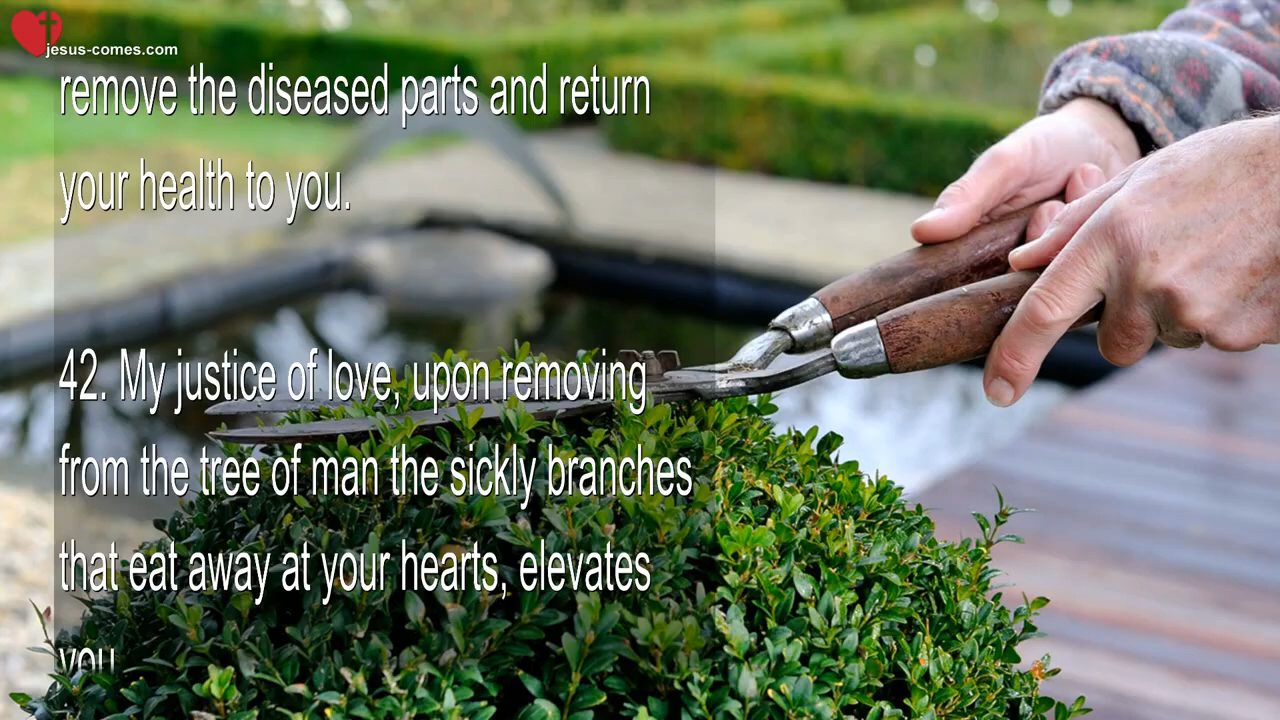 jesus-comes.com
remove the diseased parts and return
your health to you.
42. My justice of love, upon removing
from the tree of man the sickly branches
that eat away at your hearts, elevates
you